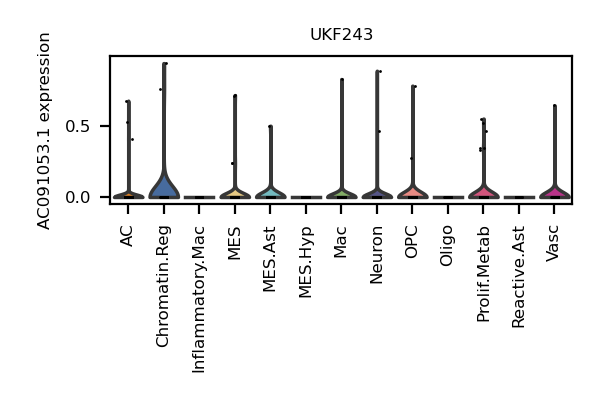 UKF243
AC091053.1 expression
0.5
0.0
AC
Chromatin.Reg
Inflammatory.Mac
MES
MES.Ast
MES.Hyp
Mac
Neuron
OPC
Oligo
Prolif.Metab
Reactive.Ast
Vasc